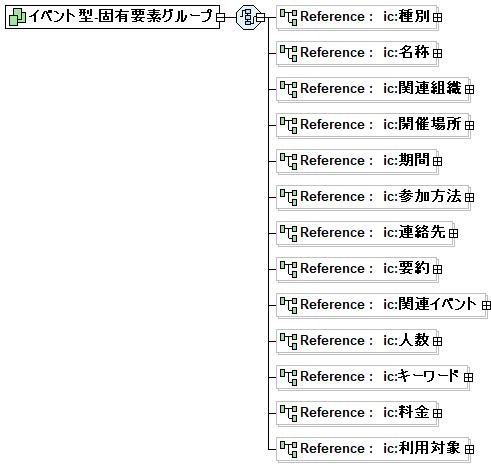 イベント型-固有要素グループ
Reference : ic:種別
Reference : ic:名称
Reference : ic:関連組織
Reference : ic:開催場所
Reference : ic:期間
Reference : ic:参加方法
Reference : ic:連絡先
Reference : ic:要約
Reference : ic:関連イベント
Reference : ic:人数
Reference : ic:キーワード
Reference : ic:料金
Reference : ic:利用対象